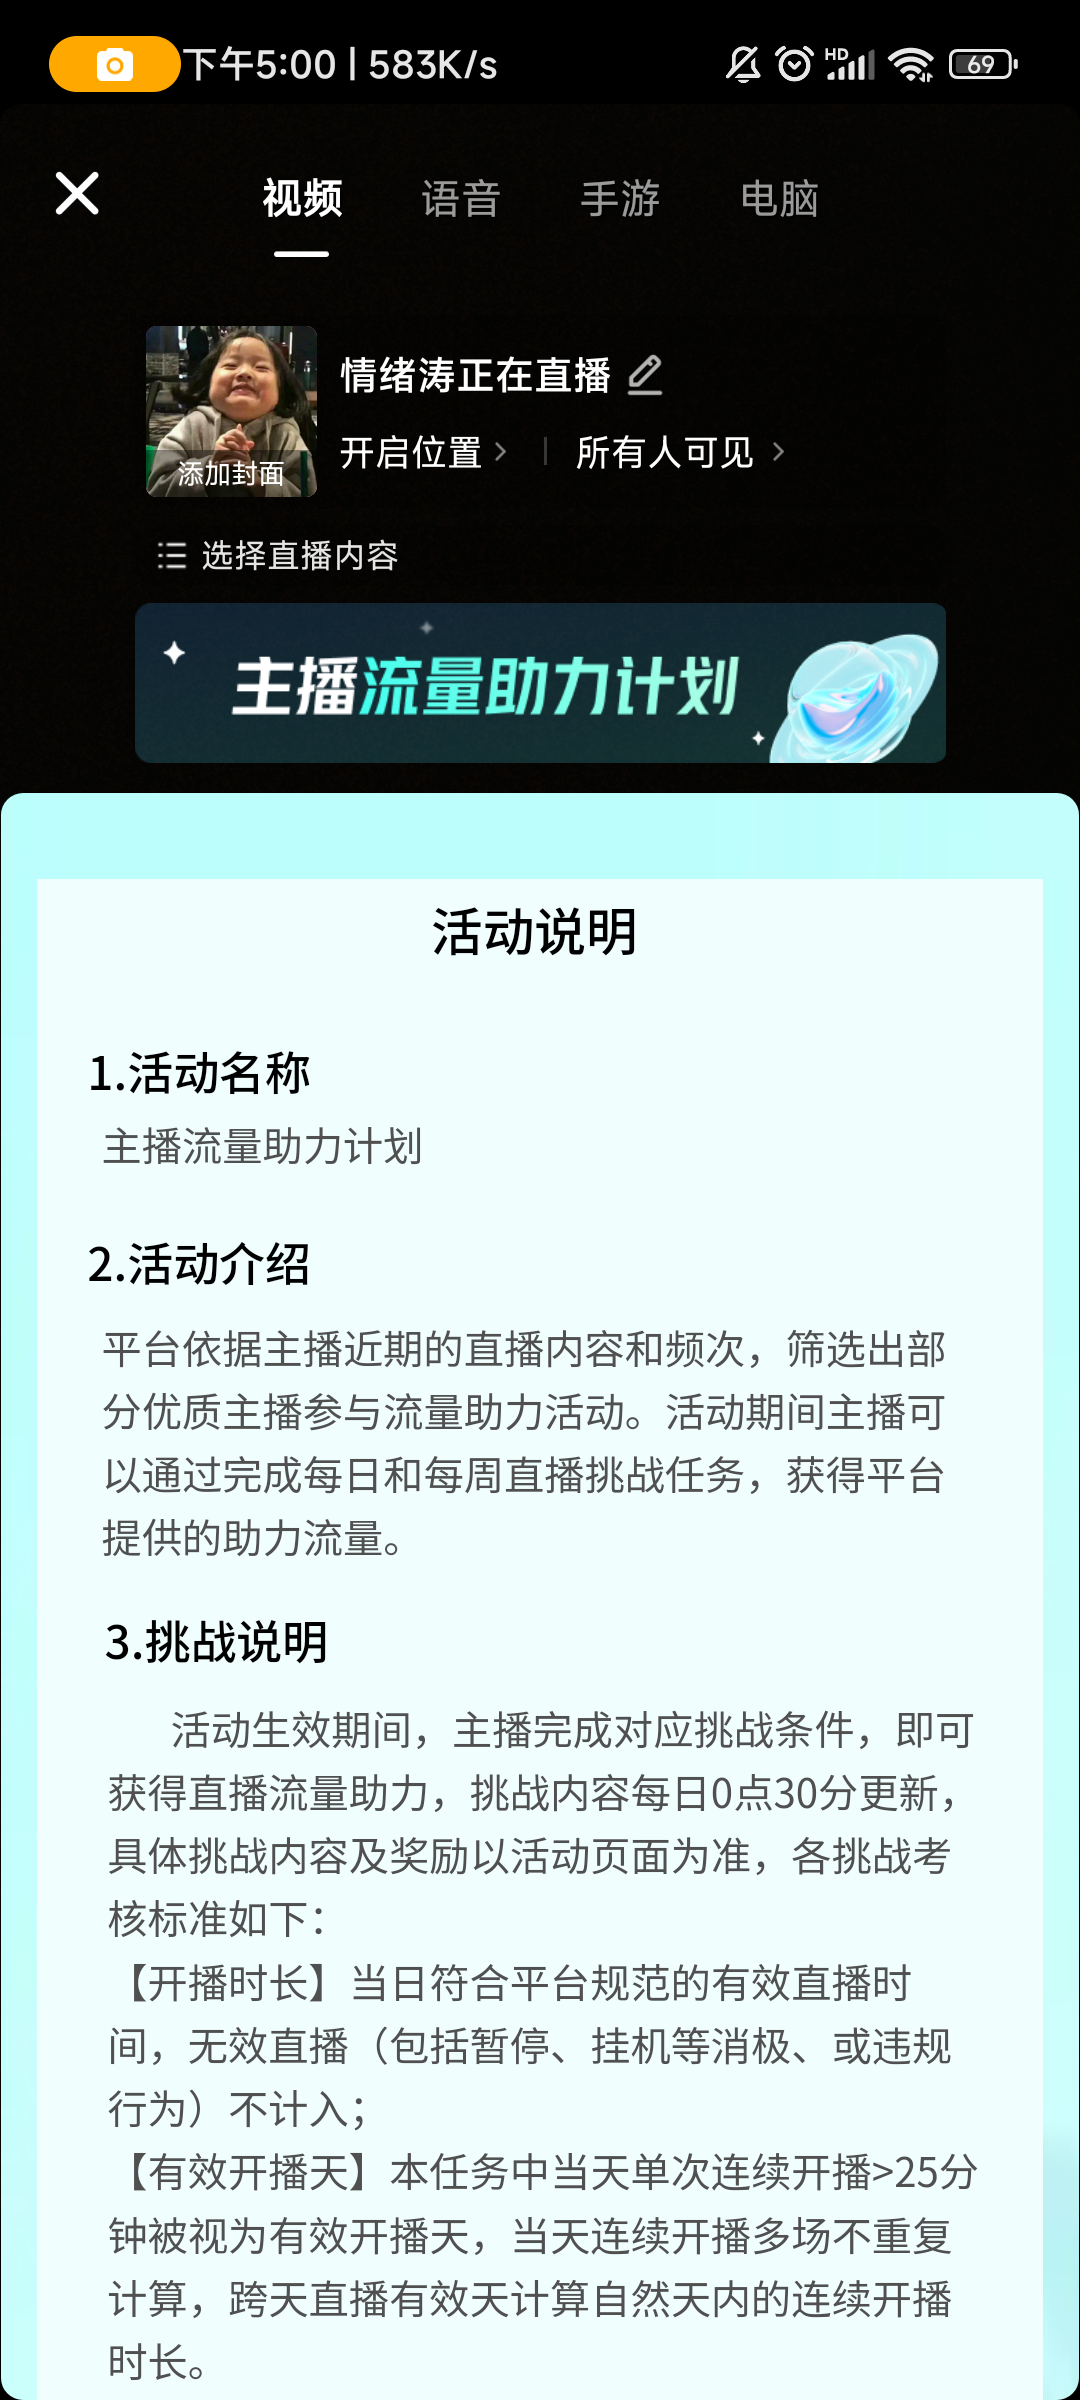 下午5:00 | 583K/s
HD
69
视频
语音
手游
电脑
情绪涛正在直播
开启位置
所有人可见
添加封面
选择直播内容
主播流量助力计划
活动说明
1.活动名称
主播流量助力计划
2.活动介绍
平台依据主播近期的直播内容和频次，筛选出部
分优质主播参与流量助力活动。活动期间主播可
以通过完成每日和每周直播挑战任务，获得平台
提供的助力流量。
3.挑战说明
活动生效期间，主播完成对应挑战条件，即可
获得直播流量助力，挑战内容每日0点30分更新，
具体挑战内容及奖励以活动页面为准，各挑战考
核标准如下：
【开播时长】当日符合平台规范的有效直播时
间，无效直播（包括暂停、挂机等消极、或违规
行为）不计入；
【有效开播天】本任务中当天单次连续开播>25分
钟被视为有效开播天，当天连续开播多场不重复
计算，跨天直播有效天计算自然天内的连续开播
时长。